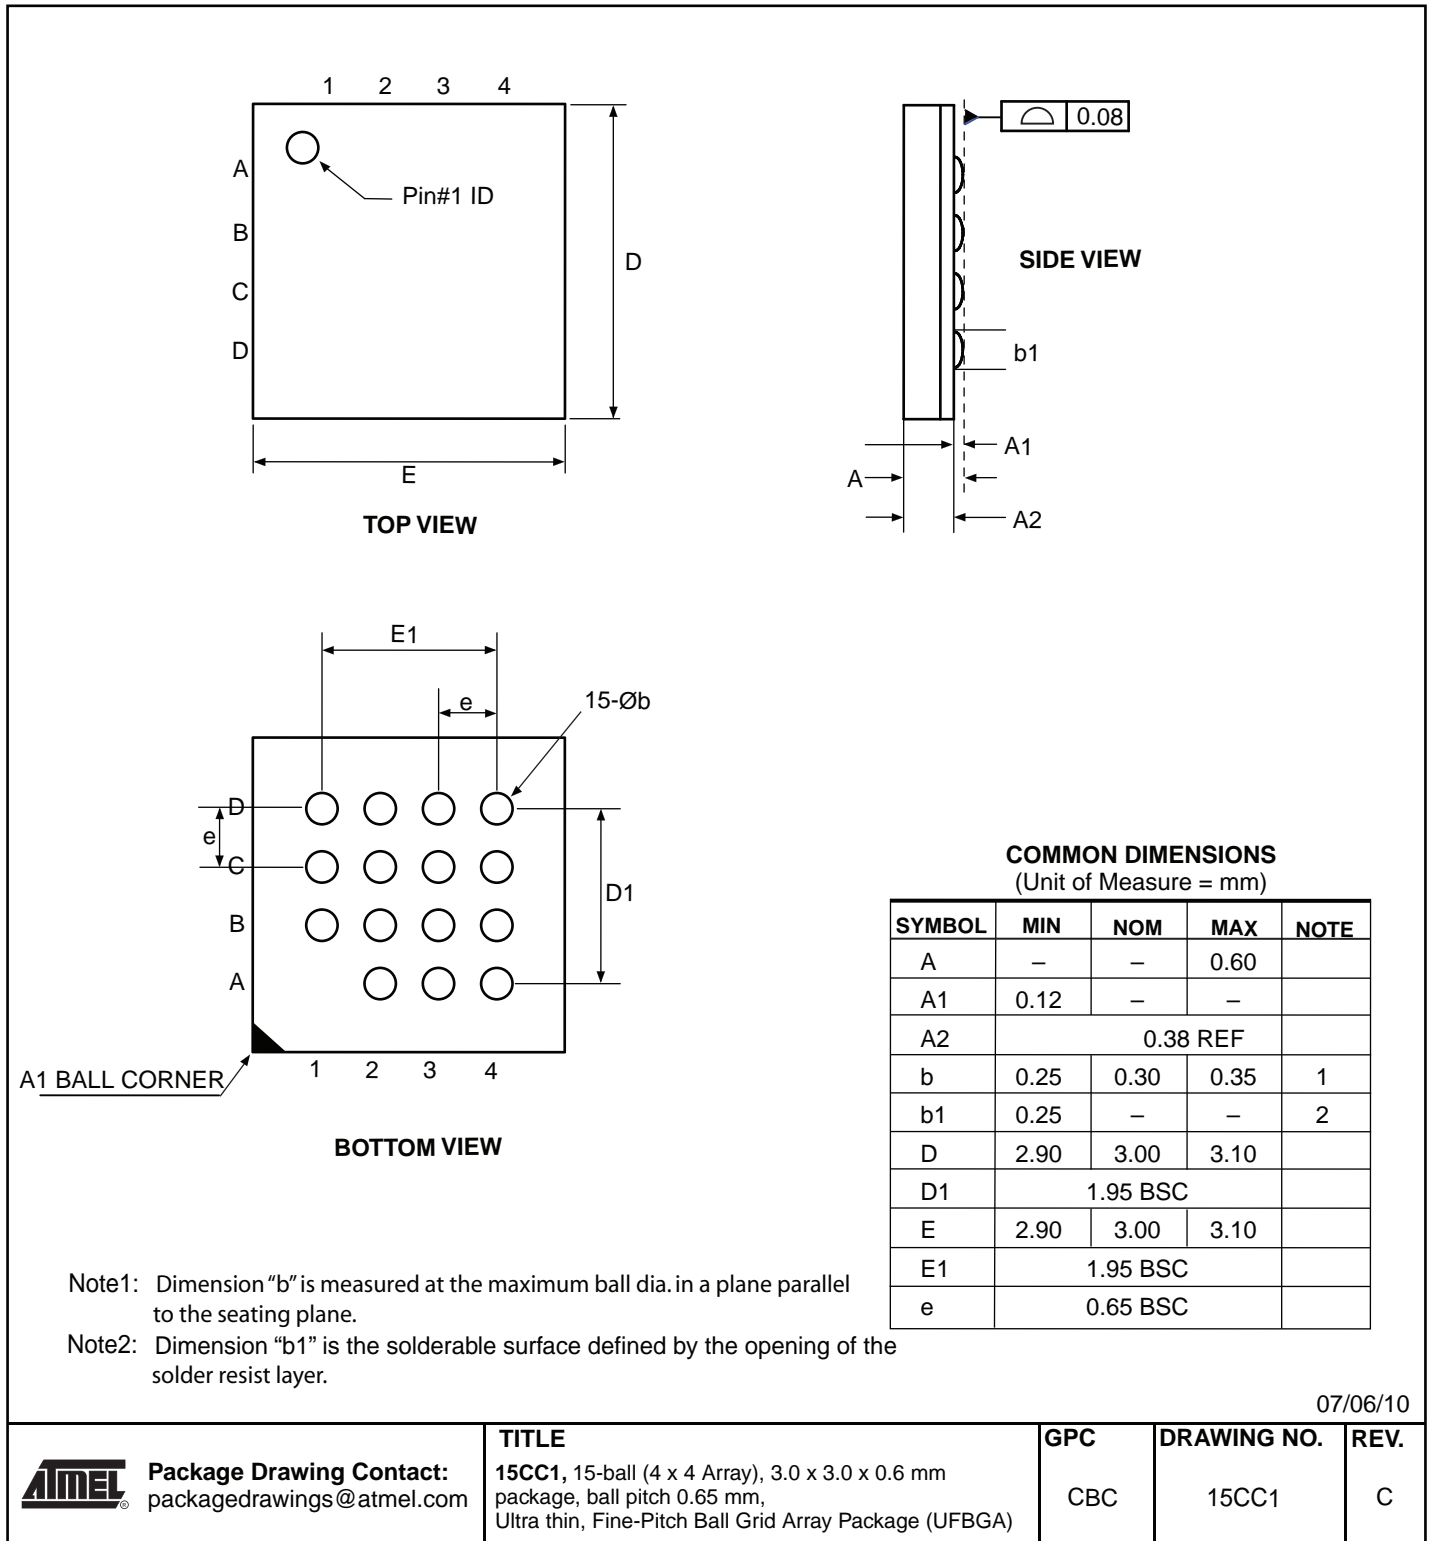 1 2 3 4
A
Pin#1 ID
B
C
D
D
E
TOP VIEW
0.08
SIDE VIEW
b1
A1
A
A2
E1
e
15-Øb
D
e
C
B
A
D1
A1 BALL CORNER
1 2 3 4
BOTTOM VIEW
COMMON DIMENSIONS
(Unit of Measure = mm)
SYMBOL MIN NOM MAX NOTE
A – – 0.60
A1 0.12 – –
A2 0.38 REF
b 0.25 0.30 0.35 1
b1 0.25 – – 2
D 2.90 3.00 3.10
D1 1.95 BSC
E 2.90 3.00 3.10
E1 1.95 BSC
e 0.65 BSC
Note1: Dimension “b” is measured at the maximum ball dia. in a plane parallel
to the seating plane.
Note2: Dimension “b1” is the solderable surface defined by the opening of the
solder resist layer.
07/06/10
ATMEL®
Package Drawing Contact:
packagedrawings@atmel.com
TITLE
15CC1, 15-ball (4 x 4 Array), 3.0 x 3.0 x 0.6 mm
package, ball pitch 0.65 mm,
Ultra thin, Fine-Pitch Ball Grid Array Package (UFBGA)
GPC
CBC
DRAWING NO.
15CC1
REV.
C